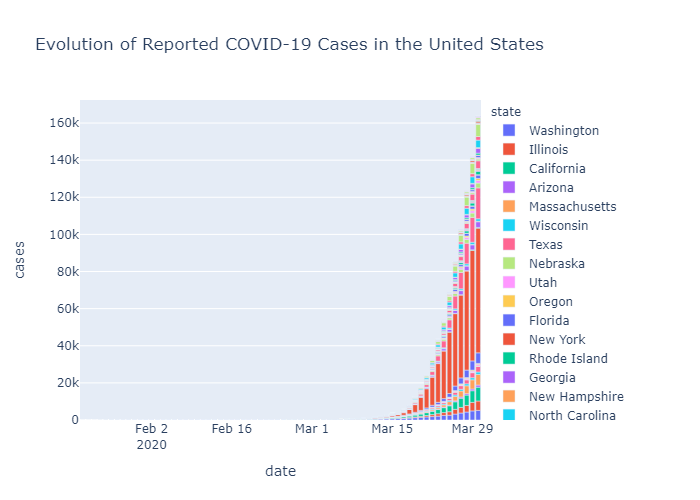 Evolution of Reported COVID-19 Cases in the United States
cases
160k
140k
120k
100k
80k
60k
40k
20k
0
Feb 2
2020
Feb 16
Mar 1
Mar 15
Mar 29
date
state
Washington
Illinois
California
Arizona
Massachusetts
Wisconsin
Texas
Nebraska
Utah
Oregon
Florida
New York
Rhode Island
Georgia
New Hampshire
North Carolina